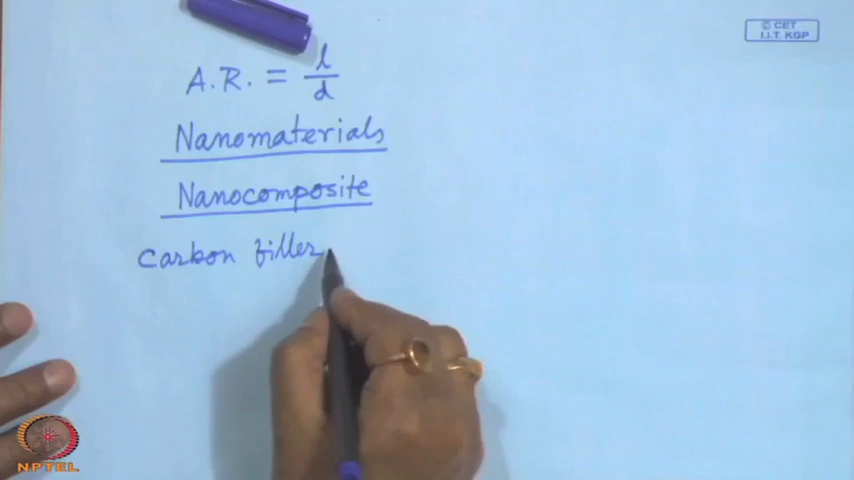 © CET
I.I.T. KGP
A.R. = l/d
Nanomaterials
Nanocomposite
Carbon filler
NPTEL